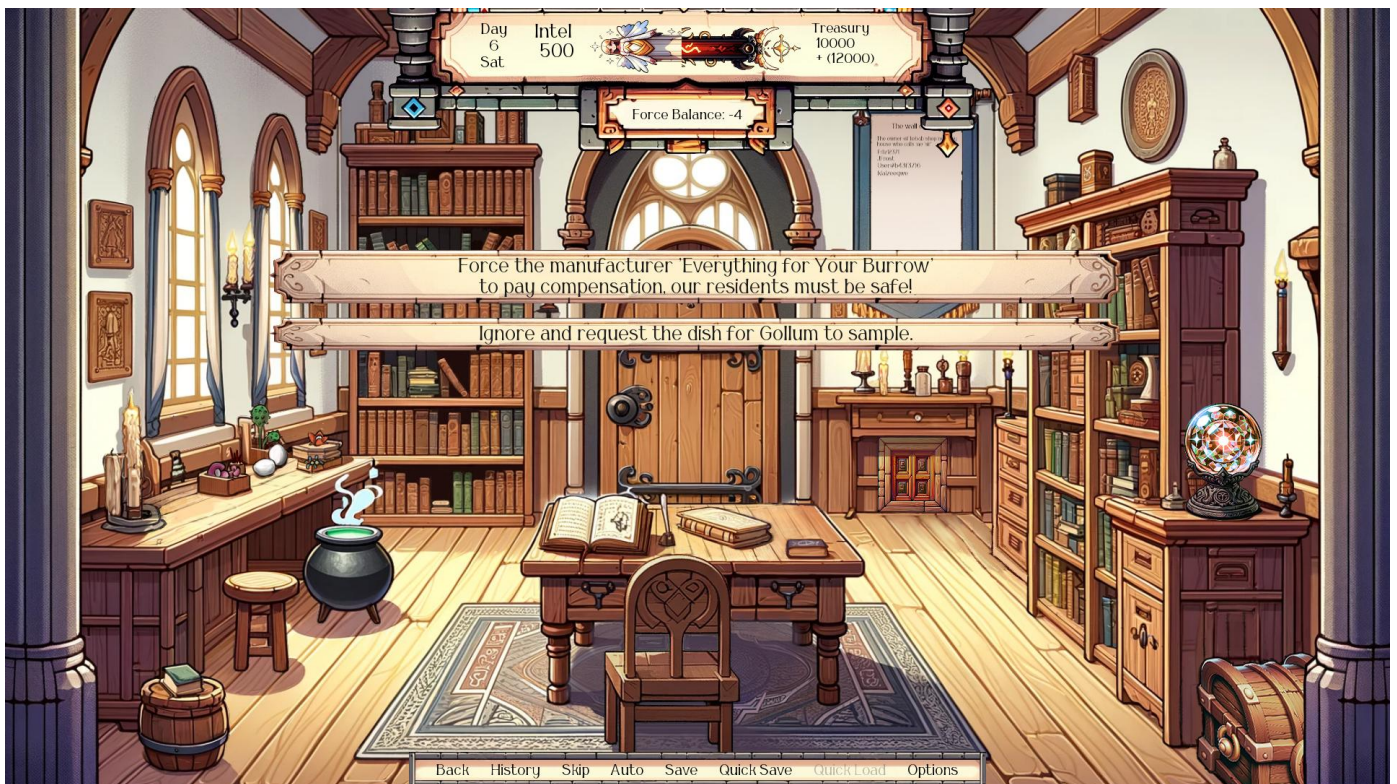 Day
6
Sat
Intel
500
Treasury
10000
+ (12000)
Force Balance: -4
The wall
Force the manufacturer 'Everything for Your Burrow'
to pay compensation, our residents must be safe!
Ignore and request the dish for Gollum to sample.
Back History Skip Auto Save Quick Save Quick Load Options